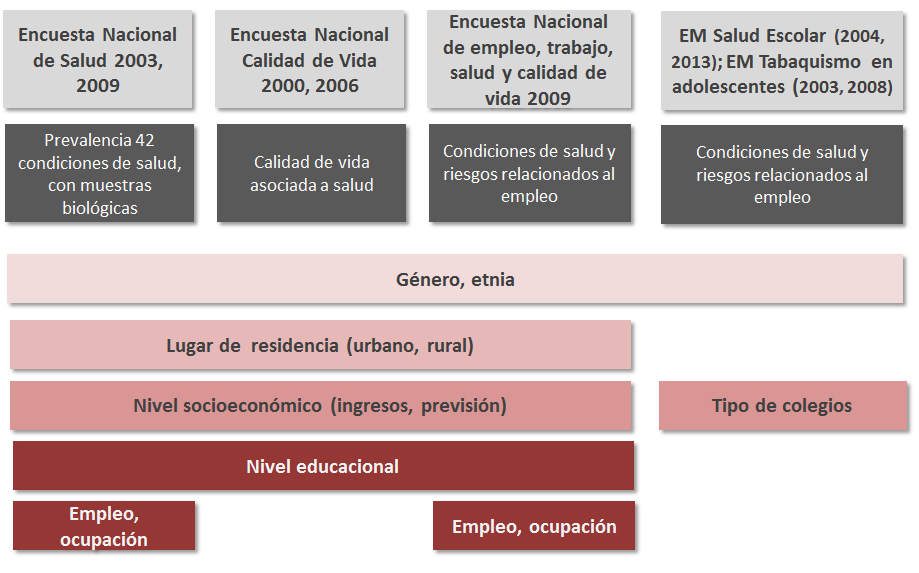 Encuesta Nacional
de Salud 2003,
2009
Encuesta Nacional
Calidad de Vida
2000, 2006
Encuesta Nacional
de empleo, trabajo,
salud y calidad de
vida 2009
EM Salud Escolar (2004,
2013); EM Tabaquismo en
adolescentes (2003, 2008)
Prevalencia 42
condiciones de salud,
con muestras
biológicas
Calidad de vida
asociada a salud
Condiciones de salud y
riesgos relacionados al
empleo
Condiciones de salud y
riesgos relacionados al
empleo
Género, etnia
Lugar de residencia (urbano, rural)
Nivel socioeconómico (ingresos, previsión)
Tipo de colegios
Nivel educacional
Empleo,
ocupación
Empleo, ocupación